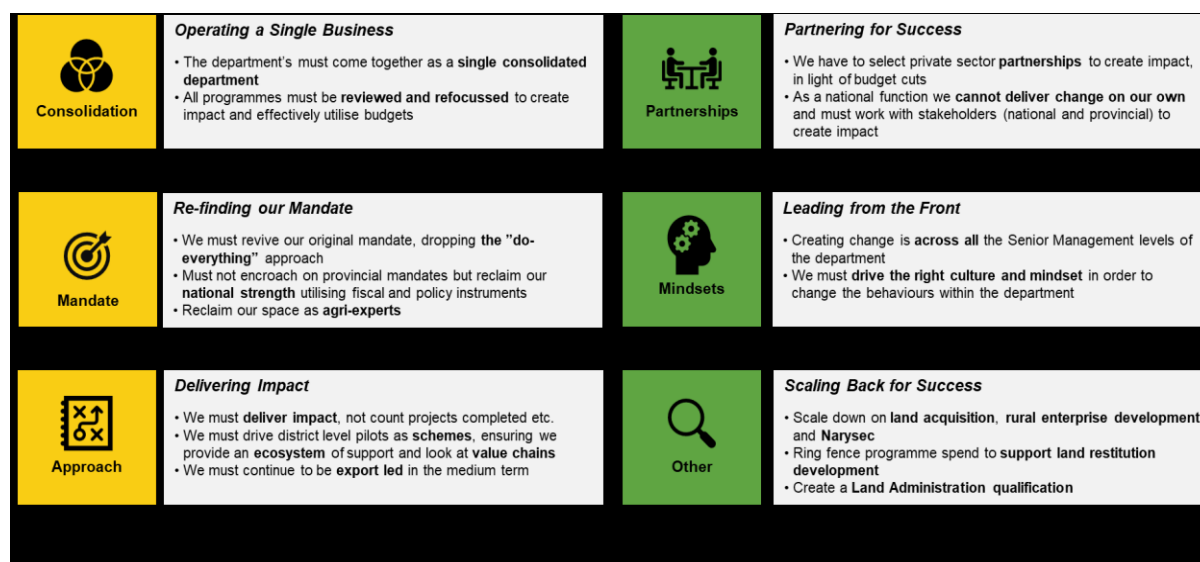 Consolidation
Operating a Single Business
• The department's must come together as a single consolidated
department
• All programmes must be reviewed and refocussed to create
impact and effectively utilise budgets
Partnerships
Partnering for Success
• We have to select private sector partnerships to create impact,
in light of budget cuts
• As a national function we cannot deliver change on our own
and must work with stakeholders (national and provincial) to
create impact
Mandate
Re-finding our Mandate
• We must revive our original mandate, dropping the "do-
everything" approach
• Must not encroach on provincial mandates but reclaim our
national strength utilising fiscal and policy instruments
• Reclaim our space as agri-experts
Mindsets
Leading from the Front
• Creating change is across all the Senior Management levels of
the department
• We must drive the right culture and mindset in order to
change the behaviours within the department
Approach
Delivering Impact
• We must deliver impact, not count projects completed etc.
• We must drive district level pilots as schemes, ensuring we
provide an ecosystem of support and look at value chains
• We must continue to be export led in the medium term
Other
Scaling Back for Success
• Scale down on land acquisition, rural enterprise development
and Narysec
• Ring fence programme spend to support land restitution
development
• Create a Land Administration qualification